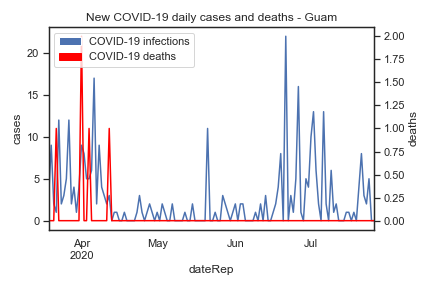 New COVID-19 daily cases and deaths - Guam
COVID-19 infections
COVID-19 deaths
20
15
10
5
0
cases
2.00
1.75
1.50
1.25
1.00
0.75
0.50
0.25
0.00
deaths
Apr
2020
May
Jun
Jul
dateRep